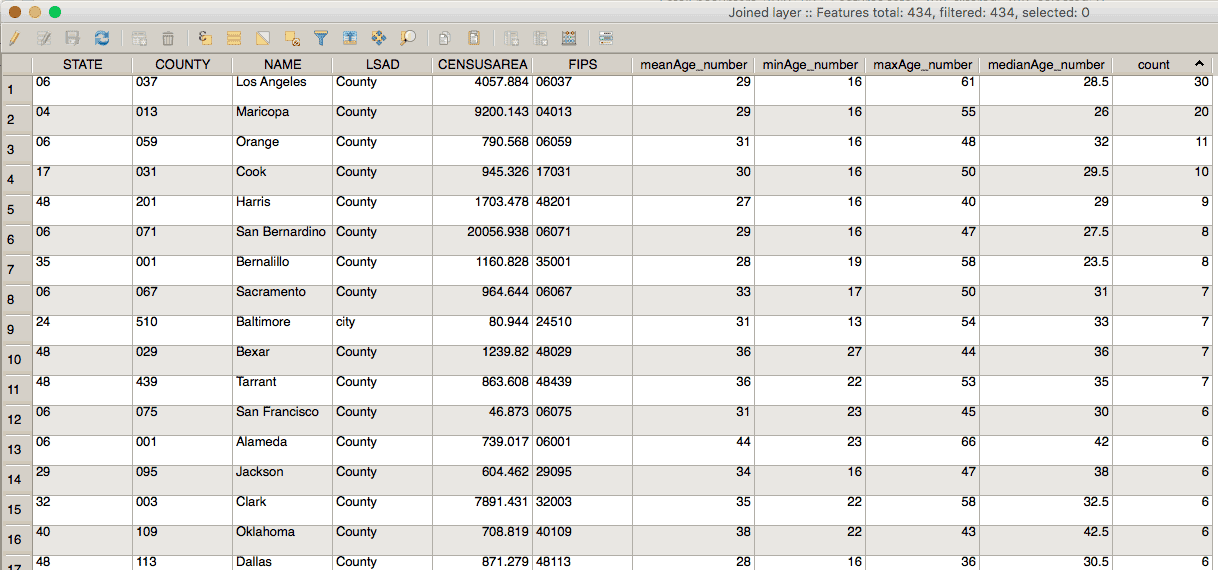 Joined layer :: Features total: 434, filtered: 434, selected: 0
STATE COUNTY NAME LSAD CENSUSAREA FIPS meanAge_number minAge_number maxAge_number medianAge_number count
1 06 037 Los Angeles County 4057.884 06037 29 16 61 28.5 30
2 04 013 Maricopa County 9200.143 04013 29 16 55 26 20
3 06 059 Orange County 790.568 06059 31 16 48 32 11
4 17 031 Cook County 945.326 17031 30 16 50 29.5 10
5 48 201 Harris County 1703.478 48201 27 16 40 29 9
6 06 071 San Bernardino County 20056.938 06071 29 16 47 27.5 8
7 35 001 Bernalillo County 1160.828 35001 28 19 58 23.5 8
8 06 067 Sacramento County 964.644 06067 33 17 50 31 7
9 24 510 Baltimore city 80.944 24510 31 13 54 33 7
10 48 029 Bexar County 1239.82 48029 36 27 44 36 7
11 48 439 Tarrant County 863.608 48439 36 22 53 35 7
12 06 075 San Francisco County 46.873 06075 31 23 45 30 6
13 06 001 Alameda County 739.017 06001 44 23 66 42 6
14 29 095 Jackson County 604.462 29095 34 16 47 38 6
15 32 003 Clark County 7891.431 32003 35 22 58 32.5 6
16 40 109 Oklahoma County 708.819 40109 38 22 43 42.5 6
17 48 113 Dallas County 871.279 48113 28 16 36 30.5 6